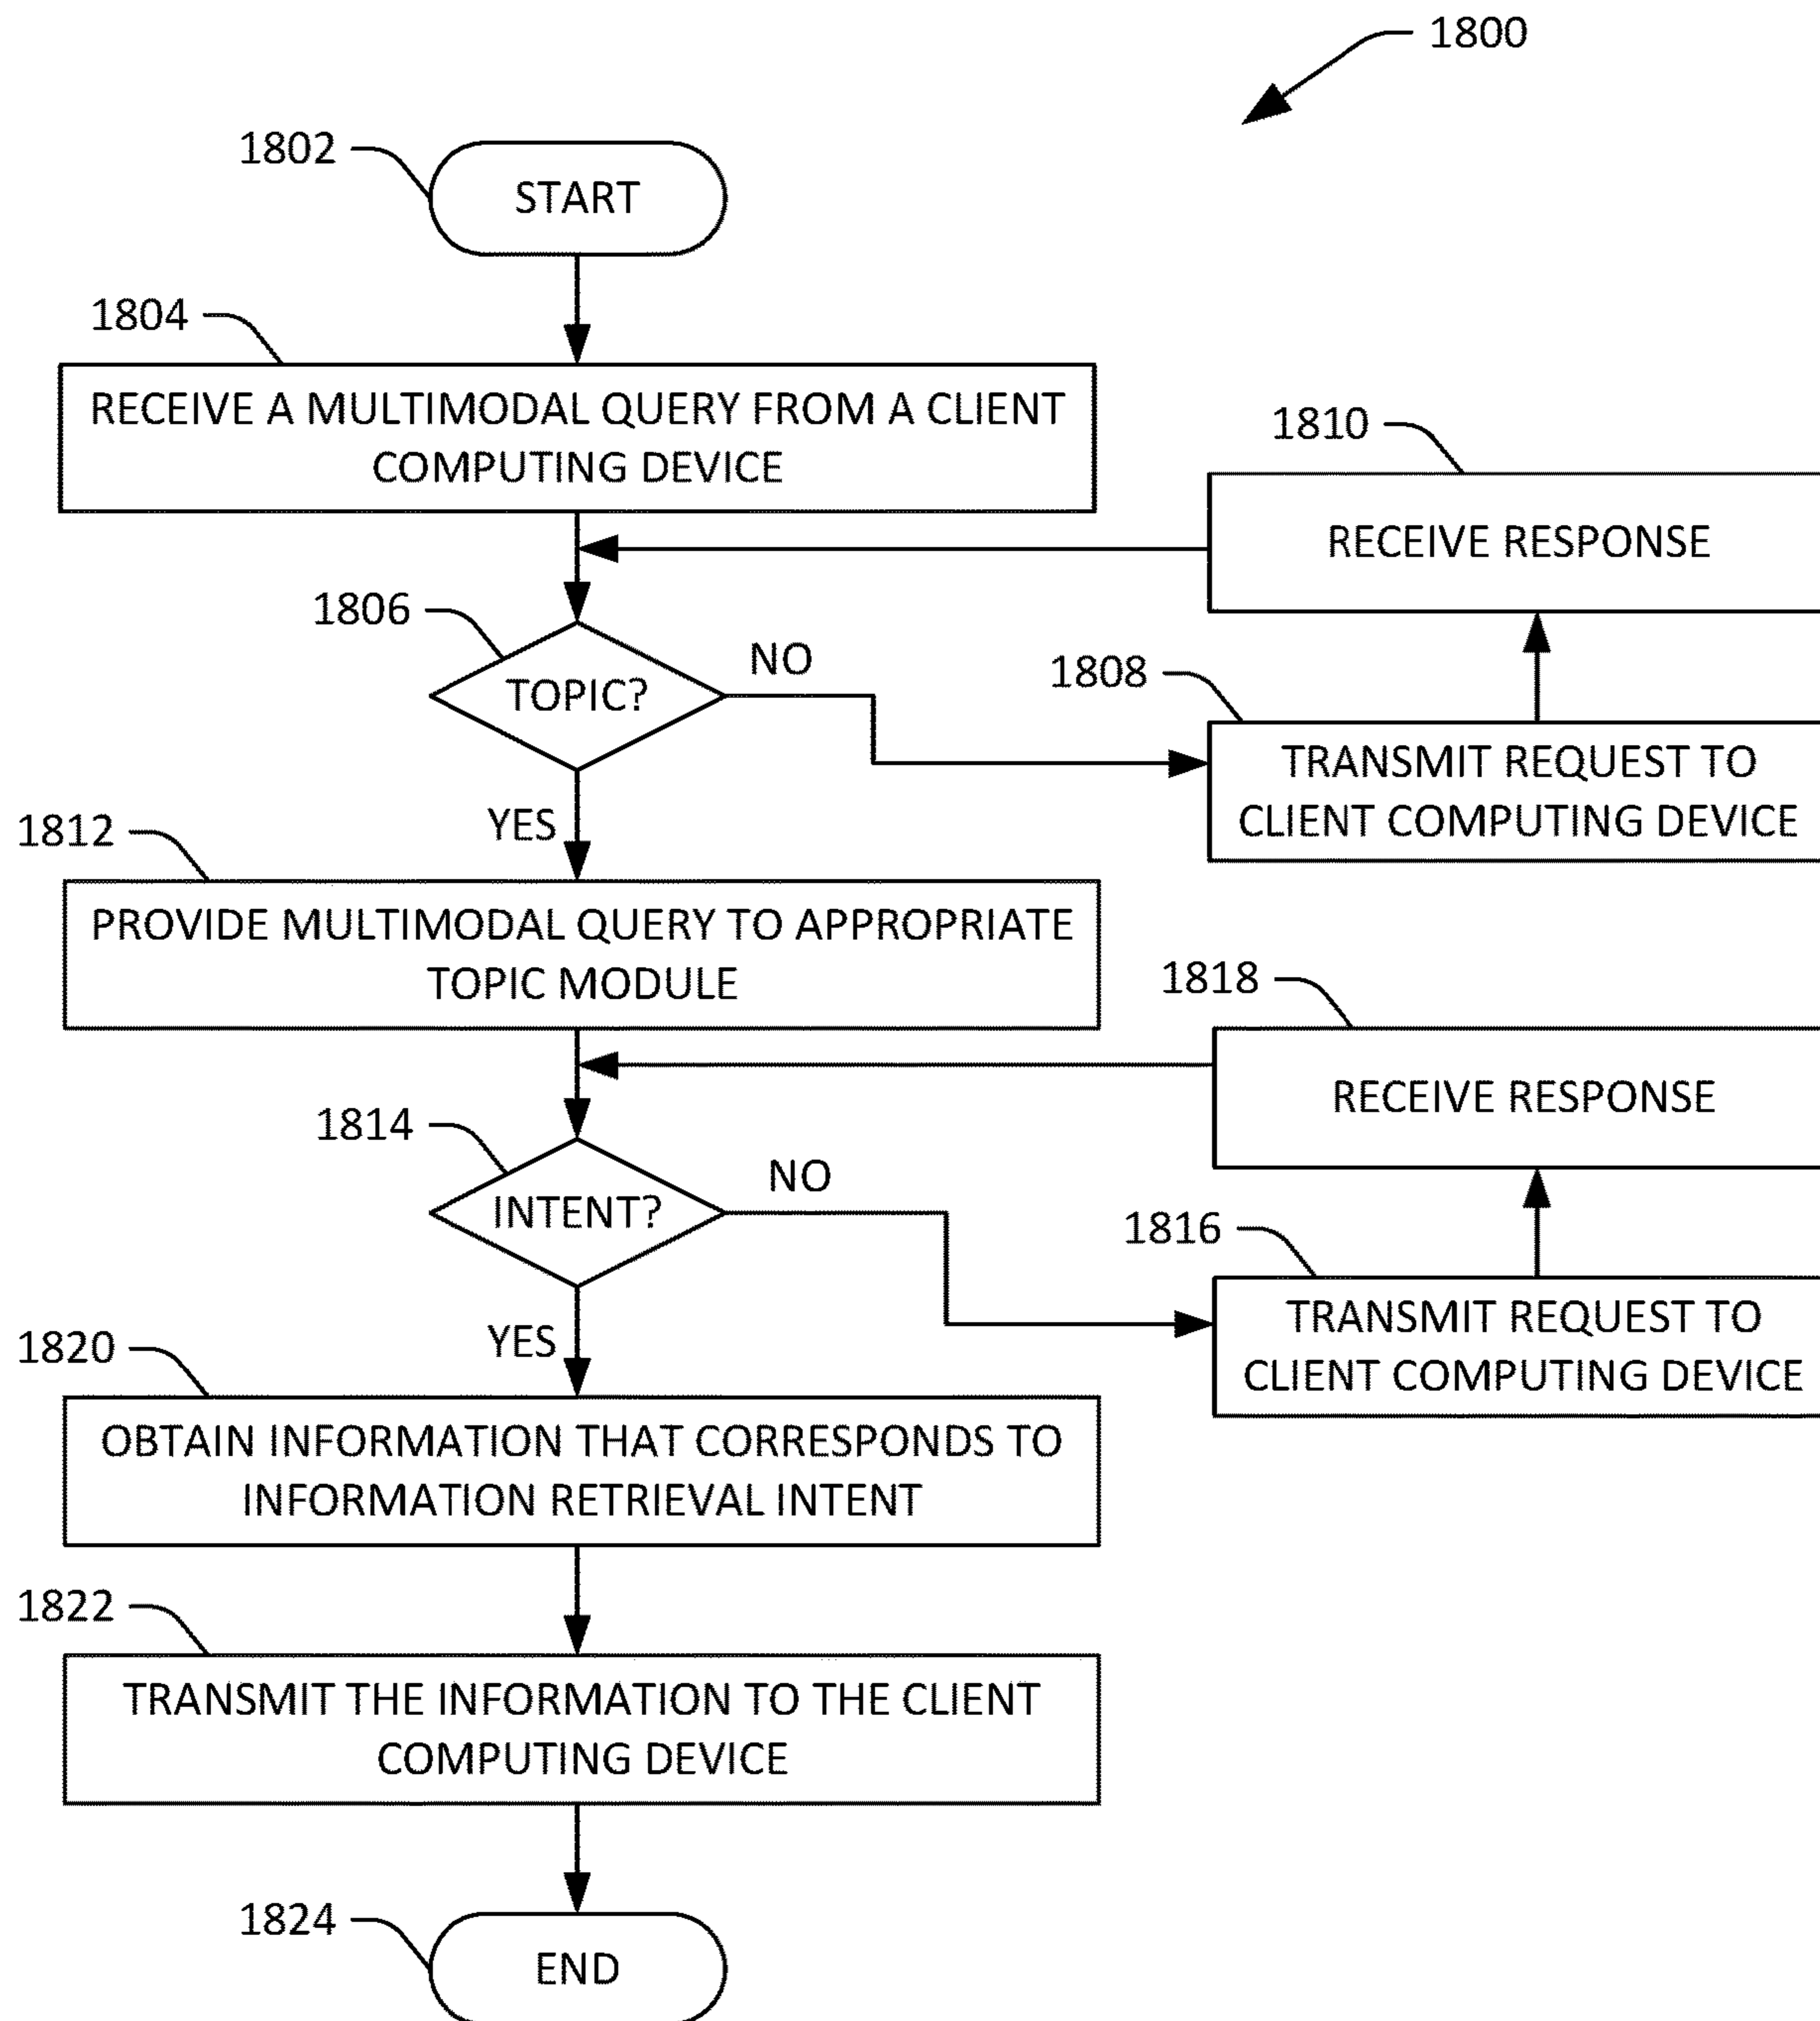 1800
1802
START
1804
RECEIVE A MULTIMODAL QUERY FROM A CLIENT
COMPUTING DEVICE
1810
RECEIVE RESPONSE
1806
TOPIC?
NO
1808
TRANSMIT REQUEST TO
CLIENT COMPUTING DEVICE
YES
1812
PROVIDE MULTIMODAL QUERY TO APPROPRIATE
TOPIC MODULE
1818
RECEIVE RESPONSE
1814
INTENT?
NO
1816
TRANSMIT REQUEST TO
CLIENT COMPUTING DEVICE
YES
1820
OBTAIN INFORMATION THAT CORRESPONDS TO
INFORMATION RETRIEVAL INTENT
1822
TRANSMIT THE INFORMATION TO THE CLIENT
COMPUTING DEVICE
1824
END